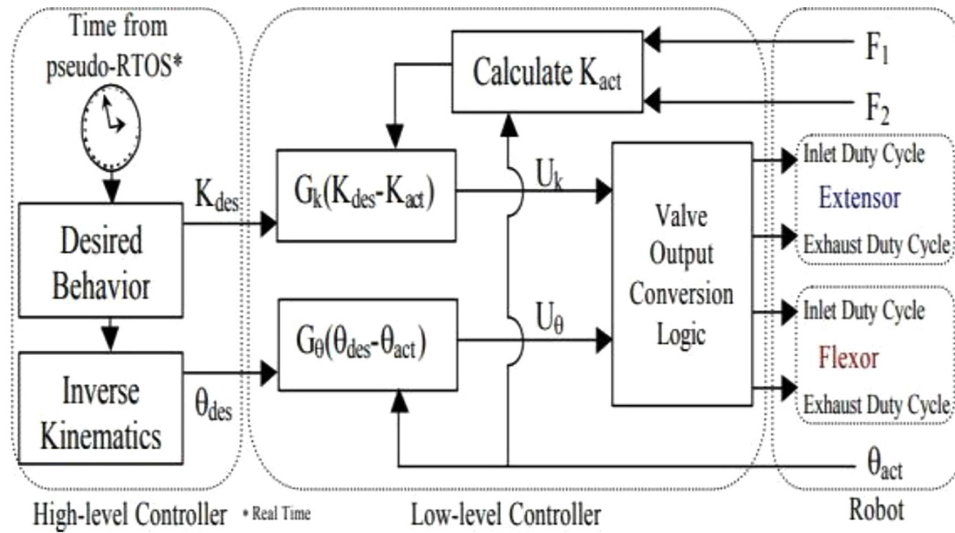 Time from
pseudo-RTOS*
Desired
Behavior
Inverse
Kinematics
K_des
θ_des
Calculate K_act
G_k(K_des-K_act)
G_θ(θ_des-θ_act)
U_k
U_θ
Valve
Output
Conversion
Logic
F_1
F_2
Inlet Duty Cycle
Extensor
Exhaust Duty Cycle
Inlet Duty Cycle
Flexor
Exhaust Duty Cycle
θ_act
High-level Controller
* Real Time
Low-level Controller
Robot